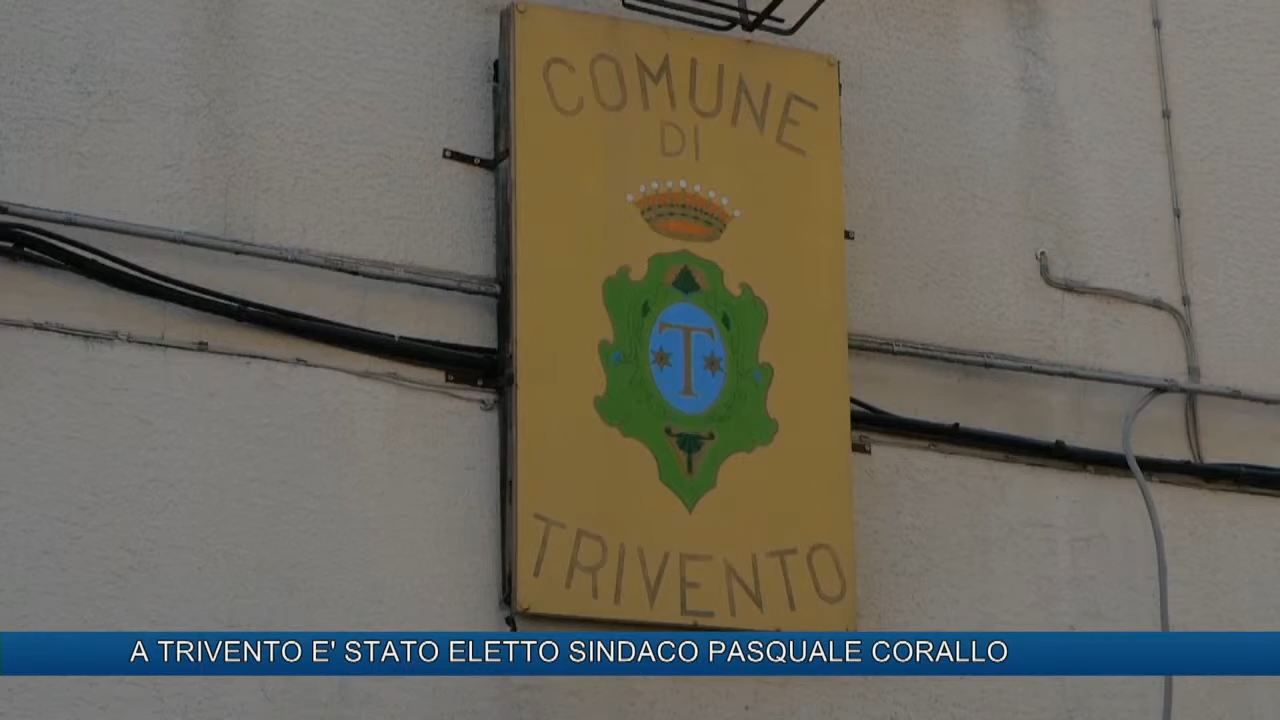 COMUNE
DI
T
TRIVENTO
A TRIVENTO E' STATO ELETTO SINDACO PASQUALE CORALLO